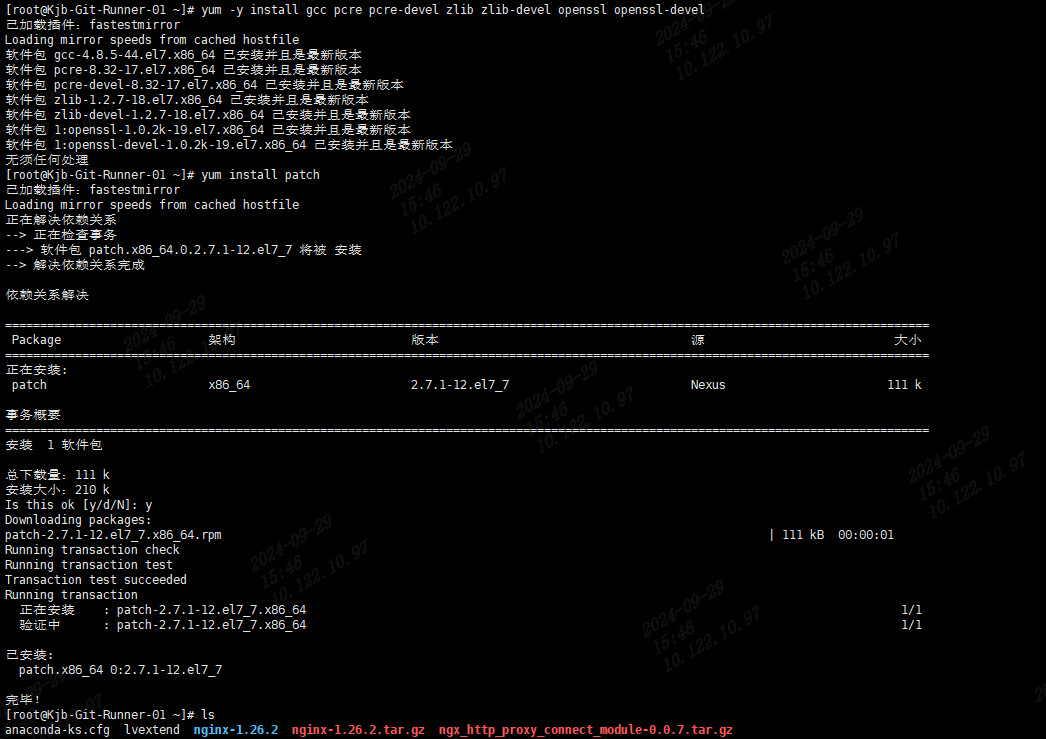 [root@Kjb-Git-Runner-01 ~]# yum -y install gcc pcre pcre-devel zlib zlib-devel openssl openssl-devel
已加载插件：fastestmirror
Loading mirror speeds from cached hostfile
软件包 gcc-4.8.5-44.el7.x86_64 已安装并且是最新版本
软件包 pcre-8.32-17.el7.x86_64 已安装并且是最新版本
软件包 pcre-devel-8.32-17.el7.x86_64 已安装并且是最新版本
软件包 zlib-1.2.7-18.el7.x86_64 已安装并且是最新版本
软件包 zlib-devel-1.2.7-18.el7.x86_64 已安装并且是最新版本
软件包 1:openssl-1.0.2k-19.el7.x86_64 已安装并且是最新版本
软件包 1:openssl-devel-1.0.2k-19.el7.x86_64 已安装并且是最新版本
无须任何处理
[root@Kjb-Git-Runner-01 ~]# yum install patch
已加载插件：fastestmirror
Loading mirror speeds from cached hostfile
正在解决依赖关系
--> 正在检查事务
---> 软件包 patch.x86_64.0.2.7.1-12.el7_7 将被 安装
--> 解决依赖关系完成
依赖关系解决
Package 架构 版本 源 大小
正在安装:
patch x86_64 2.7.1-12.el7_7 Nexus 111 k
事务概要
安装 1 软件包
总下载量：111 k
安装大小：210 k
Is this ok [y/d/N]: y
Downloading packages:
patch-2.7.1-12.el7_7.x86_64.rpm | 111 kB 00:00:01
Running transaction check
Running transaction test
Transaction test succeeded
Running transaction
正在安装 : patch-2.7.1-12.el7_7.x86_64 1/1
验证中 : patch-2.7.1-12.el7_7.x86_64 1/1
已安装:
patch.x86_64 0:2.7.1-12.el7_7
完毕！
[root@Kjb-Git-Runner-01 ~]# ls
anaconda-ks.cfg lvextend nginx-1.26.2 nginx-1.26.2.tar.gz ngx_http_proxy_connect_module-0.0.7.tar.gz
2024-09-29
15:46
10.122.10.97